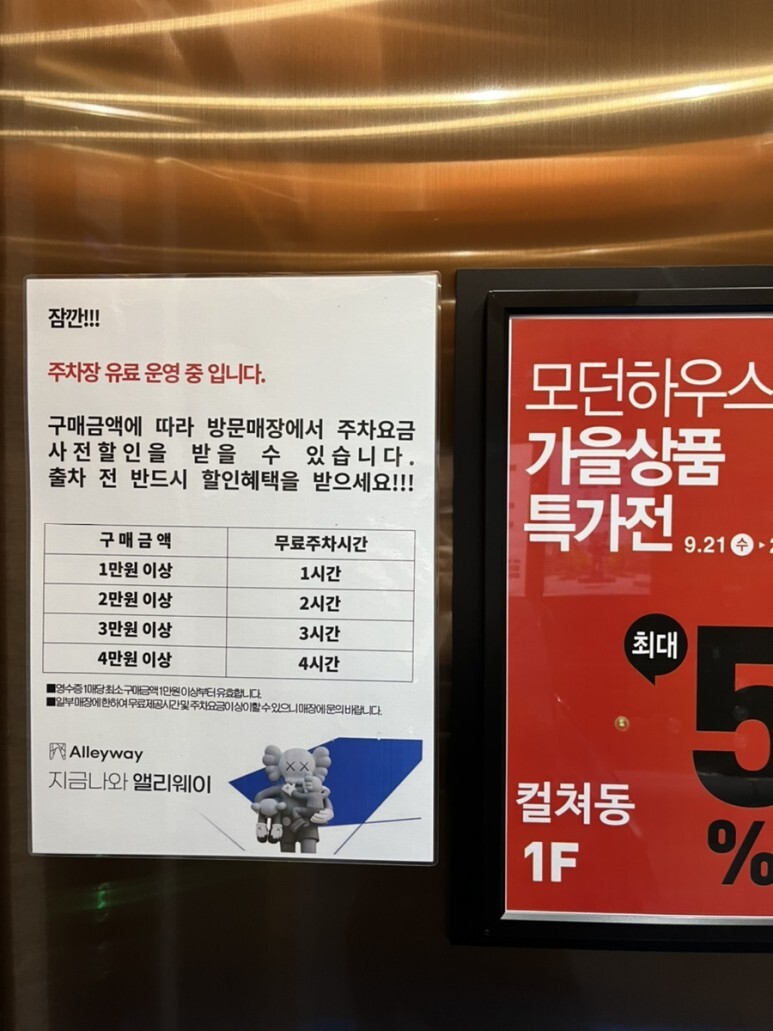 잠깐!!!
주차장 유료 운영 중 입니다.
구매금액에 따라 방문매장에서 주차요금
사전할인을 받을 수 있습니다.
출차 전 반드시 할인혜택을 받으세요!!!
구매금액 무료주차시간
1만원 이상 1시간
2만원 이상 2시간
3만원 이상 3시간
4만원 이상 4시간
■영수증 1매당 최소 구매금액 1만원 이상부터 유효합니다.
■일부 매장에 한하여 무료제공시간 및 주차요금이 상이할 수 있으니 매장에 문의 바랍니다.
Alleyway
지금나와 앨리웨이
모던하우스
가을상품
특가전 9.21 수
최대
5
%
컬쳐동
1F